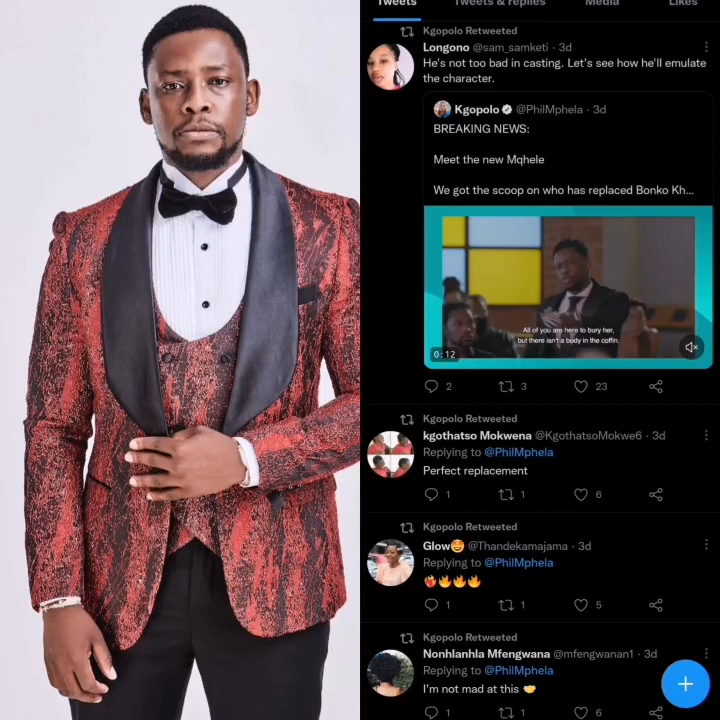 Tweets Tweets & replies Media Likes
Kgopolo Retweeted
Longono @sam_samketi · 3d
He's not too bad in casting. Let's see how he'll emulate
the character.
Kgopolo @PhilMphela · 3d
BREAKING NEWS:
Meet the new Mqhele
We got the scoop on who has replaced Bonko Kh...
All of you are here to bury her,
but there isn't a body in the coffin.
0:12
2 3 23
Kgopolo Retweeted
kgothatso Mokwena @KgothatsoMokwe6 · 3d
Replying to @PhilMphela
Perfect replacement
1 1 6
Kgopolo Retweeted
Glow🤩 @Thandekamajama · 3d
Replying to @PhilMphela
❤️‍🔥🔥🔥🔥
1 1 5
Kgopolo Retweeted
Nonhlanhla Mfengwana @mfengwanan1 · 3d
Replying to @PhilMphela
I'm not mad at this 🤝
1 1 6